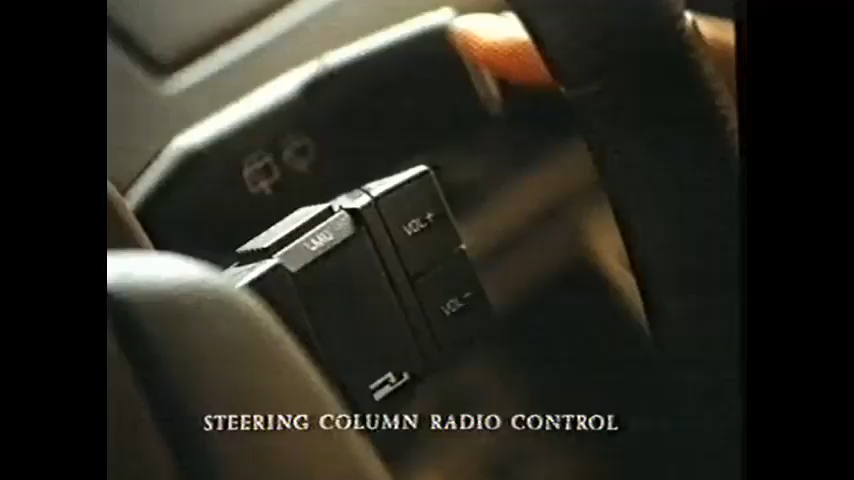 VOL+
VOL-
STEERING COLUMN RADIO CONTROL